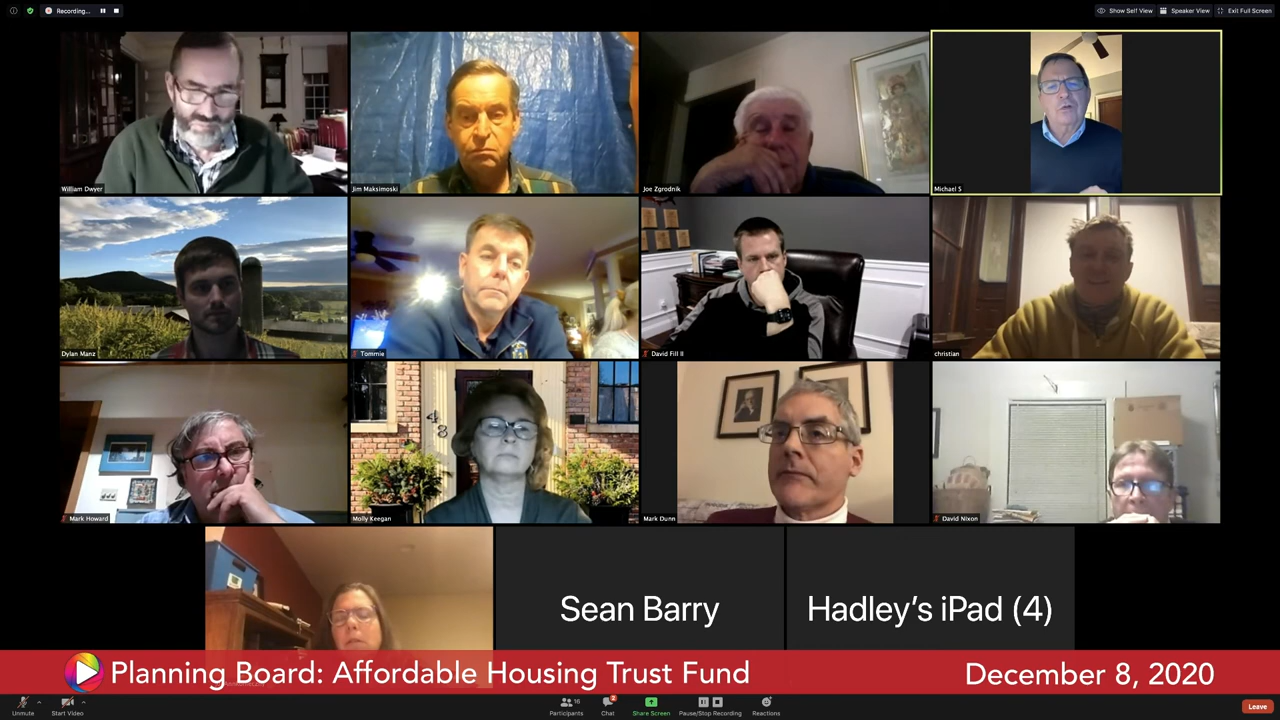 Recording...
Show Self View
Speaker View
Exit Full Screen
William Dwyer
Jim Maksimoski
Joe Zgrodnik
Michael S
Dylan Manz
Tommie
David Fill II
christian
48
Mark Howard
Molly Keegan
Mark Dunn
David Nixon
Sean Barry
Hadley's iPad (4)
Planning Board: Affordable Housing Trust Fund
December 8, 2020
Unmute
Start Video
16
Participants
2
Chat
Share Screen
Pause/Stop Recording
Reactions
Leave